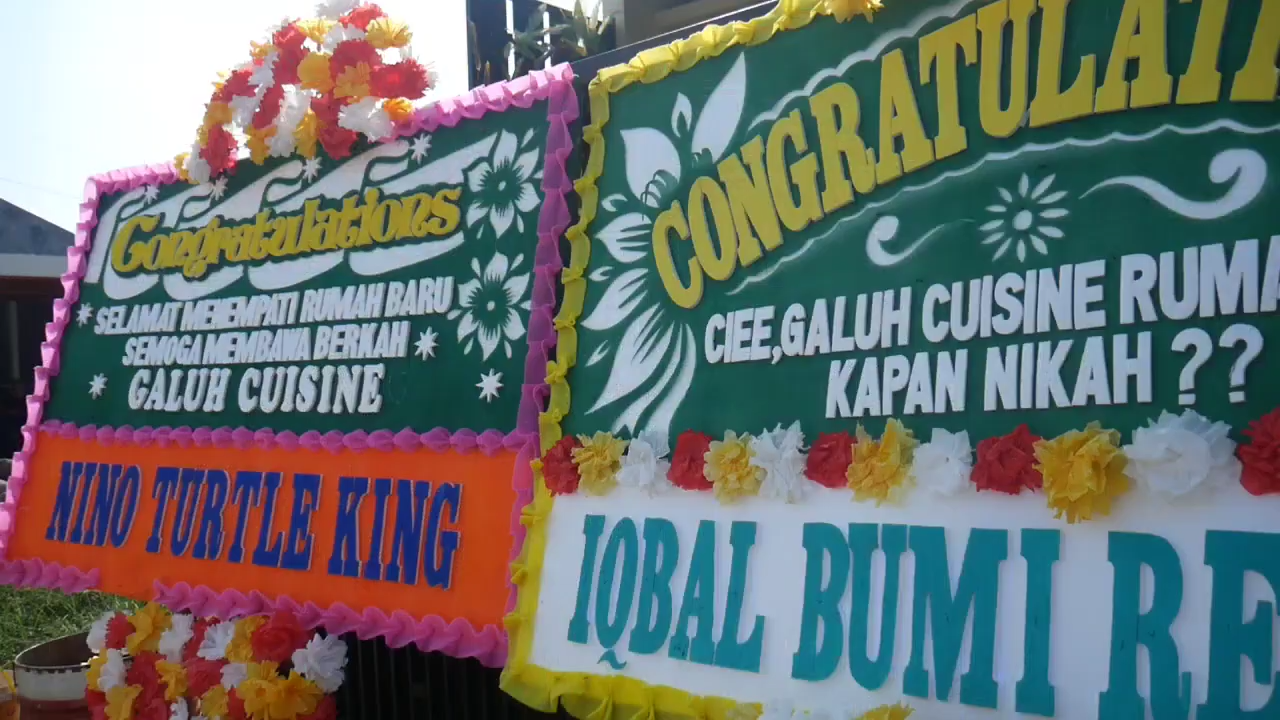 Congratulations
SELAMAT MENEMPATI RUMAH BARU
SEMOGA MEMBAWA BERKAH
GALUH CUISINE
NINO TURTLE KING
CONGRATULATI
CIEE,GALUH CUISINE RUMA
KAPAN NIKAH ??
IQBAL BUMI RE